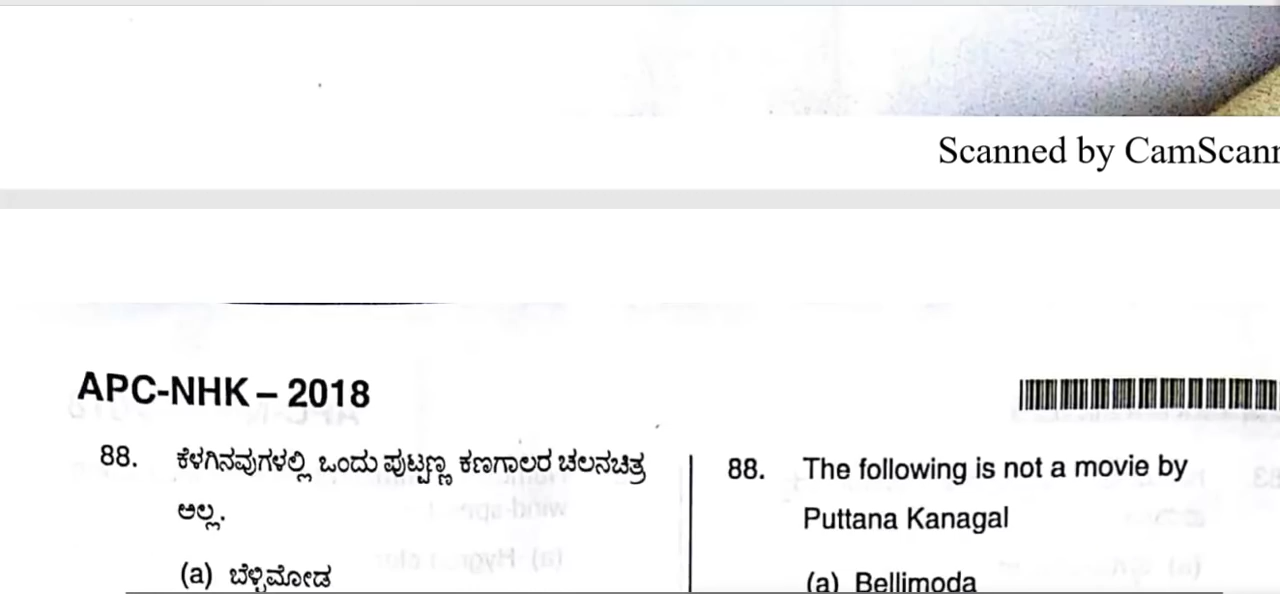 Scanned by CamScann
APC-NHK – 2018
88. ಕೆಳಗಿನವುಗಳಲ್ಲಿ ಒಂದು ಪುಟ್ಟಣ್ಣ ಕಣಗಾಲರ ಚಲನಚಿತ್ರ
ಅಲ್ಲ.
(a) ಬೆಳ್ಳಿಮೋಡ
88. The following is not a movie by
Puttana Kanagal
(a) Bellimoda